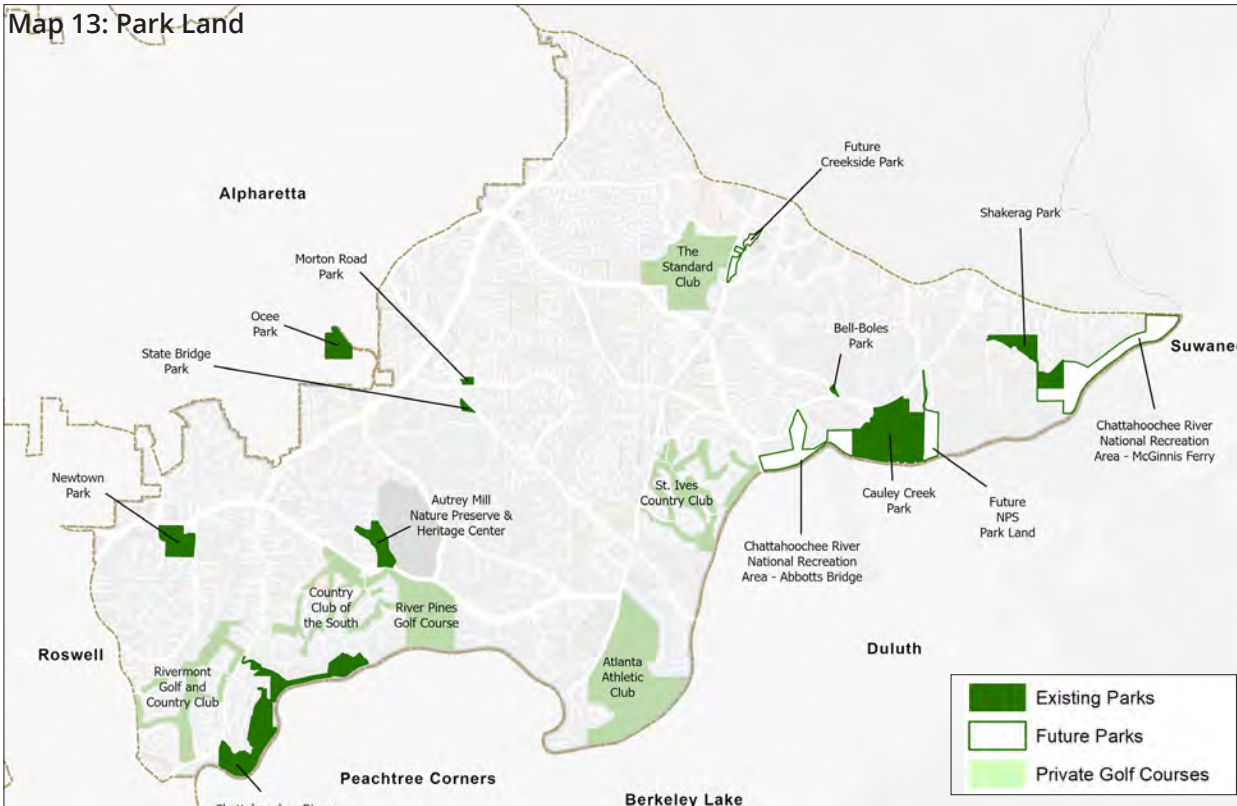 Map 13: Park Land
Alpharetta
Future
Creekside Park
Shakerag Park
The
Standard
Club
Morton Road
Park
Ocee
Park
State Bridge
Park
Bell-Boles
Park
Suwanee
Chattahoochee River
National Recreation
Area - McGinnis Ferry
Newtown
Park
Autrey Mill
Nature Preserve &
Heritage Center
St. Ives
Country Club
Cauley Creek
Park
Future
NPS
Park Land
Chattahoochee River
National Recreation
Area - Abbotts Bridge
Country
Club of
the South
River Pines
Golf Course
Roswell
Rivermont
Golf and
Country Club
Atlanta
Athletic
Club
Duluth
Peachtree Corners
Berkeley Lake
Existing Parks
Future Parks
Private Golf Courses